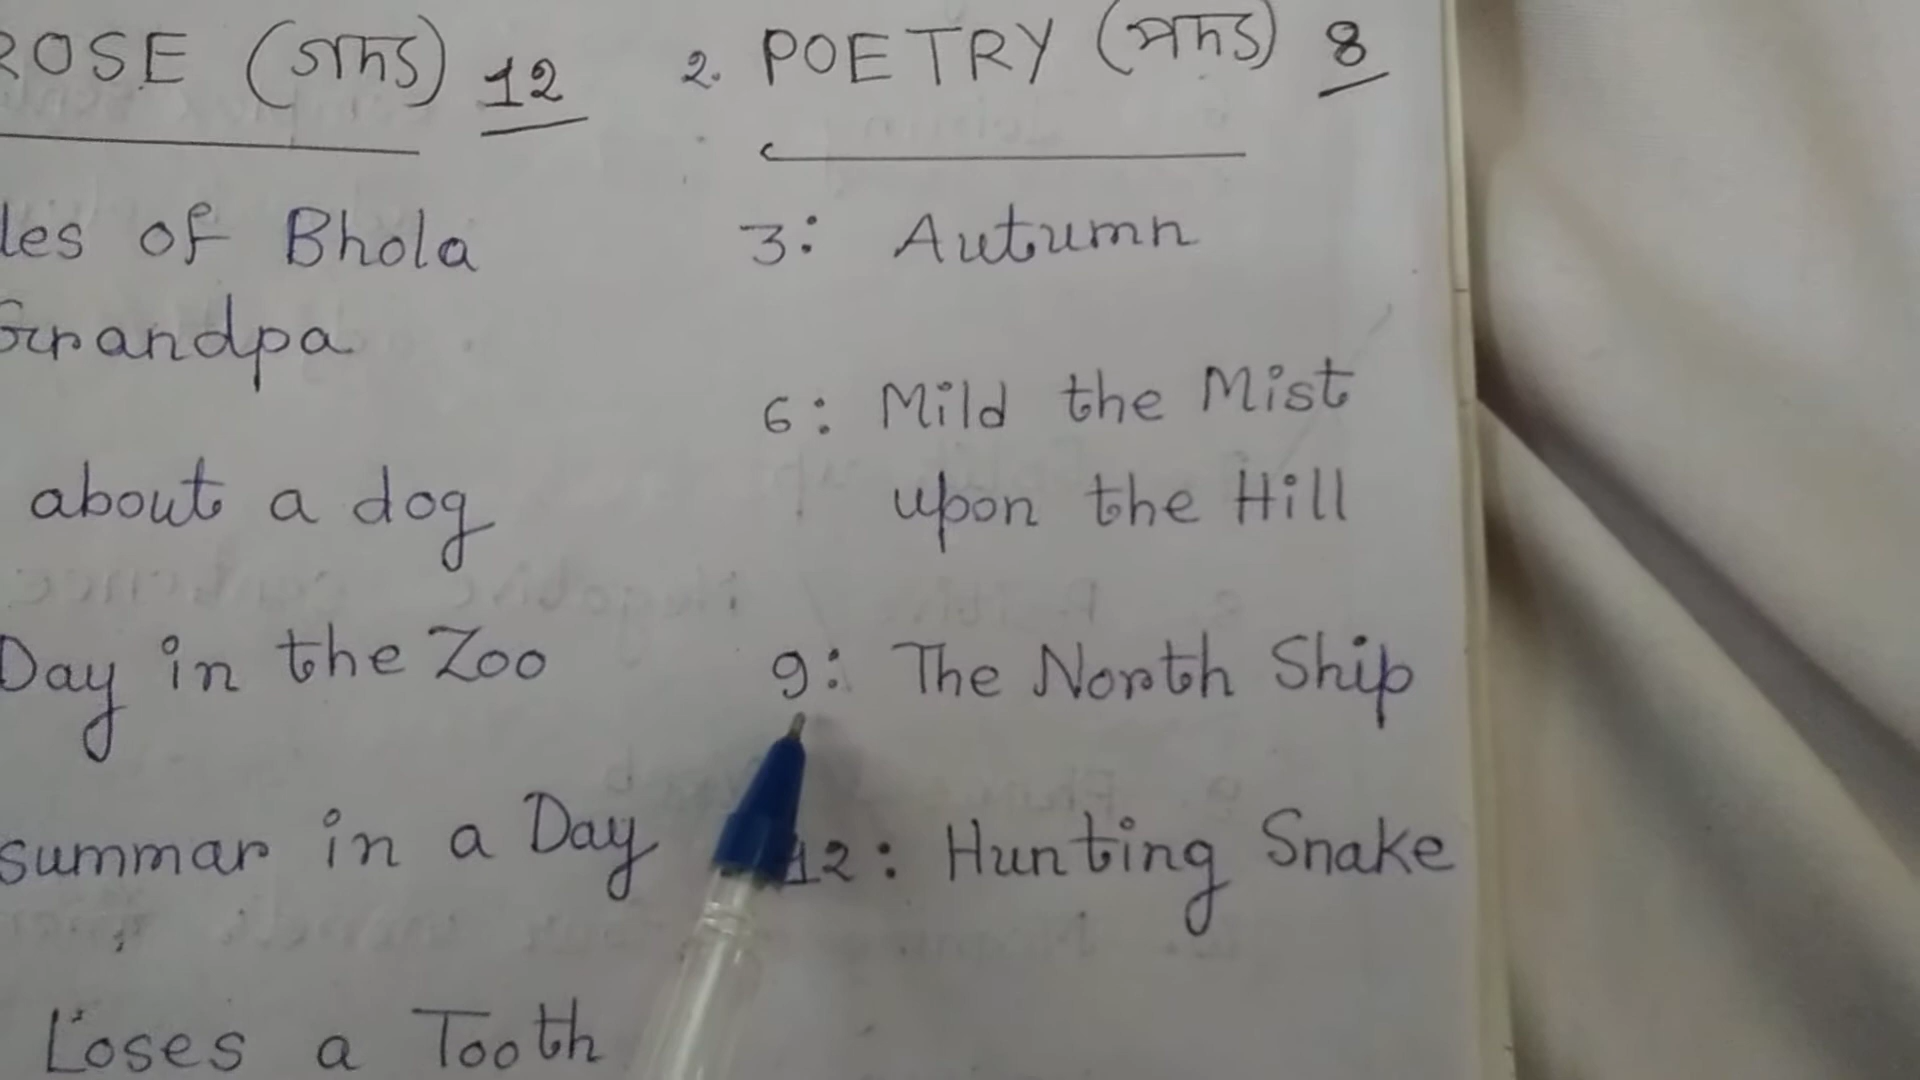 ROSE (গদ্য) 12
les of Bhola
Grandpa
about a dog
Day in the Zoo
summar in a Day
Loses a Tooth
2. POETRY (পদ্য) 8
3: Autumn
6: Mild the Mist
upon the Hill
9: The North Ship
12: Hunting Snake